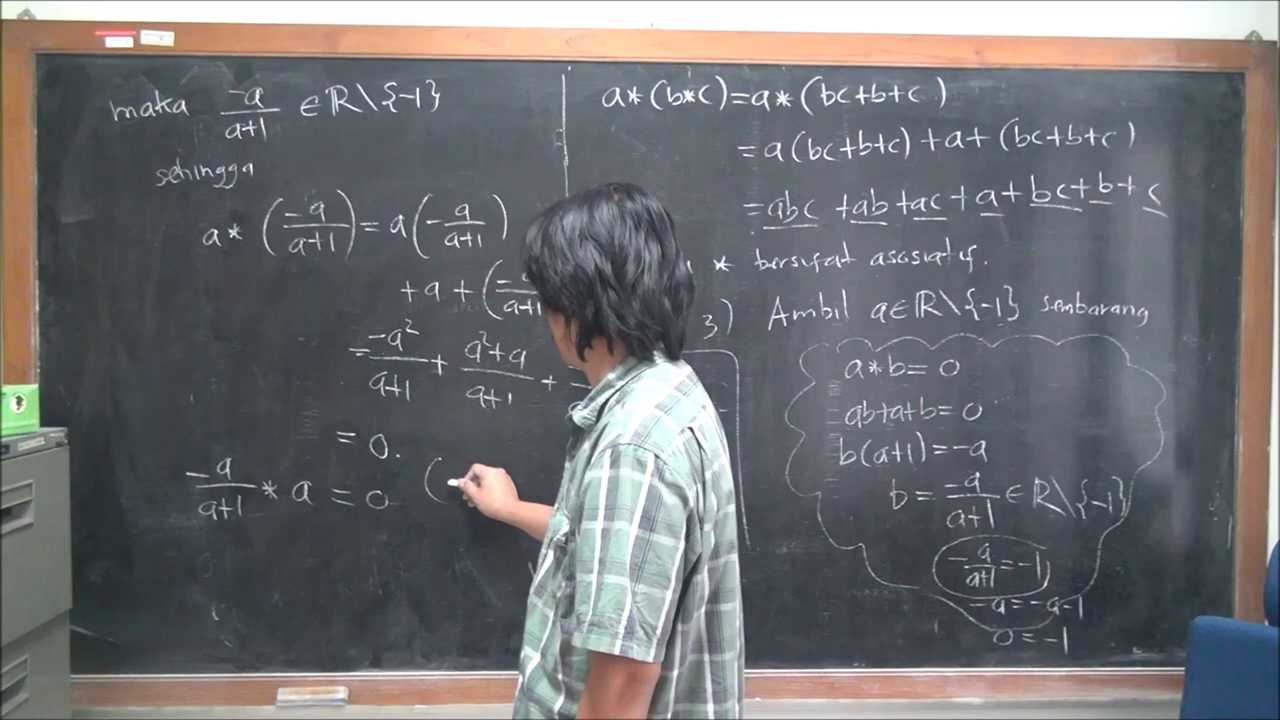 maka -a/a+1 ∈ ℝ\{-1}
sehingga
a * (-a/a+1) = a(-a/a+1)
+ a + (-a/a+1
= -a²/a+1 + a²+a/a+1 +
= 0.
-a/a+1 * a = 0 (
a*(b*c)=a*(bc+b+c)
=a(bc+b+c)+a+(bc+b+c)
=abc+ab+ac+a+bc+b+c
* bersifat asosiatif.
3) Ambil a∈ℝ\{-1} sembarang
a*b=0
ab+a+b=0
b(a+1)=-a
b=-a/a+1∈ℝ\{-1}
-a/a+1=-1
-a=-a-1
0=-1